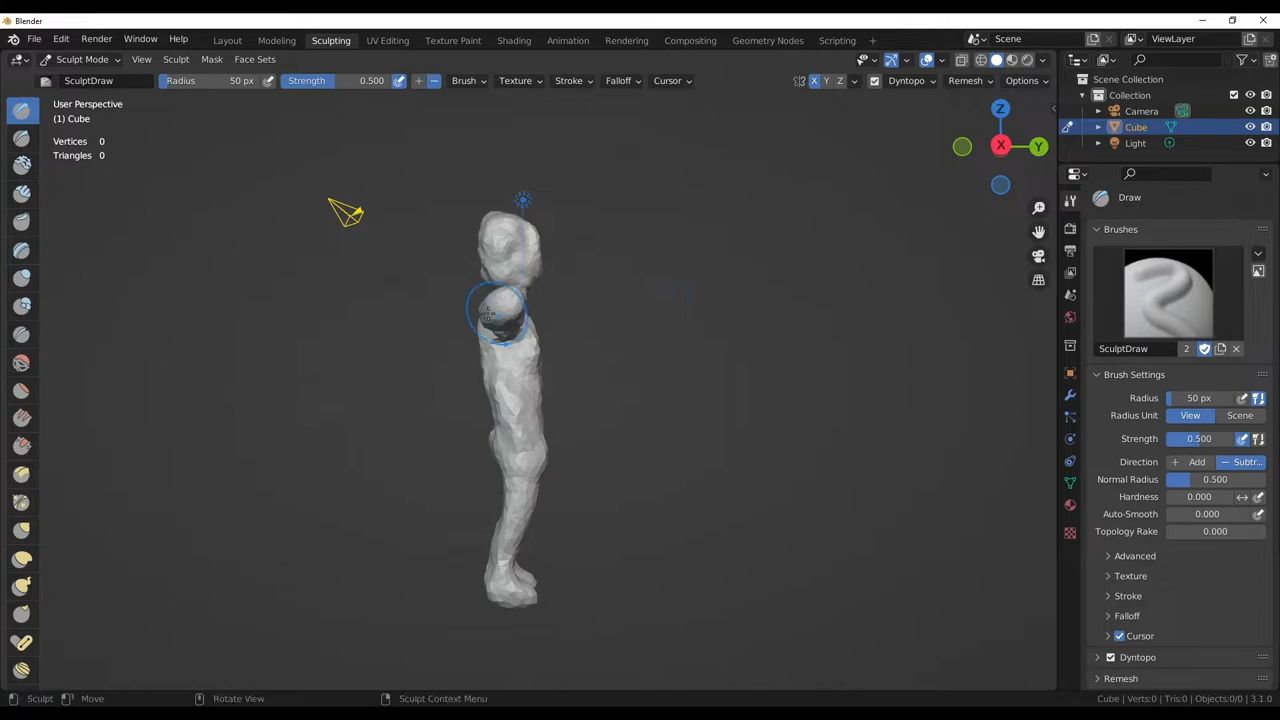 Blender
File Edit Render Window Help Layout Modeling Sculpting UV Editing Texture Paint Shading Animation Rendering Compositing Geometry Nodes Scripting + Scene ViewLayer
Sculpt Mode View Sculpt Mask Face Sets Options
SculptDraw Radius 50 px Strength 0.500 + − Brush Texture Stroke Falloff Cursor X Y Z Dyntopo Remesh Options
User Perspective
(1) Cube
Vertices 0
Triangles 0
Z
X
Y
Scene Collection
Collection
Camera
Cube
Light
Draw
Brushes
SculptDraw 2
Brush Settings
Radius 50 px
Radius Unit View Scene
Strength 0.500
Direction + Add − Subtr...
Normal Radius 0.500
Hardness 0.000
Auto-Smooth 0.000
Topology Rake 0.000
Advanced
Texture
Stroke
Falloff
Cursor
Dyntopo
Remesh
Sculpt Move Rotate View Sculpt Context Menu Cube | Verts:0 | Tris:0 | Objects:0/0 | 3.1.0